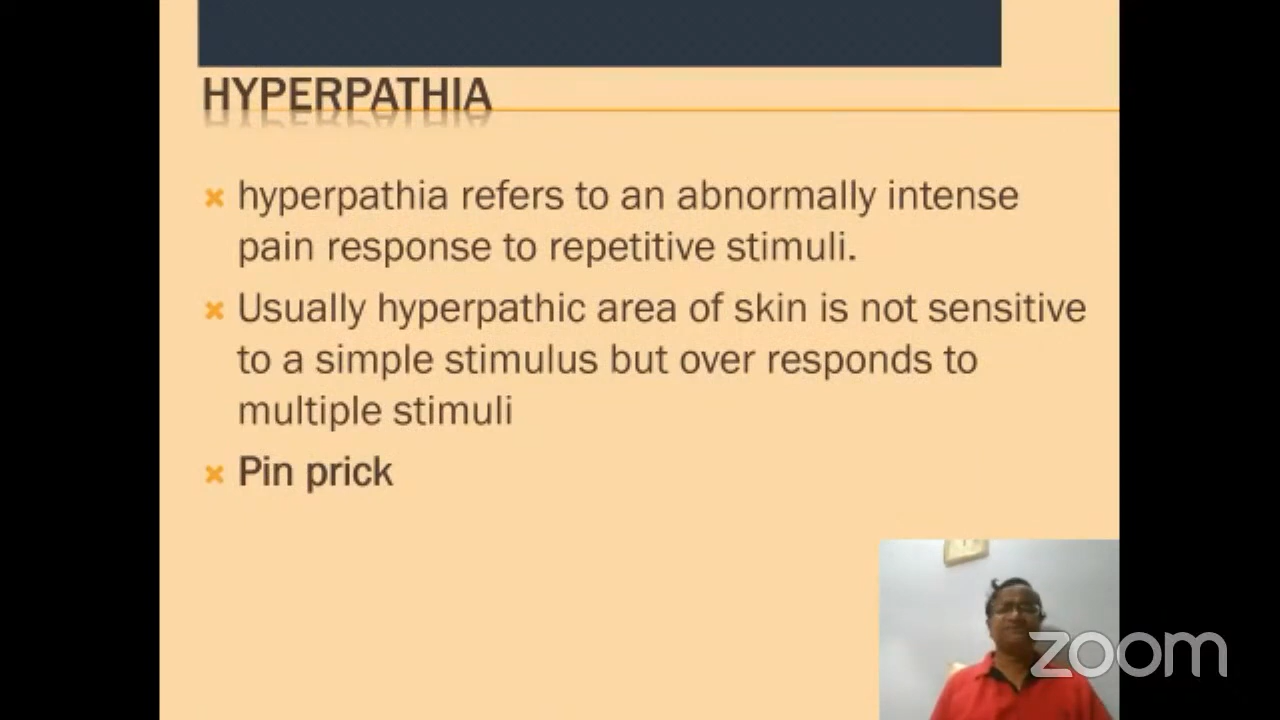 HYPERPATHIA
hyperpathia refers to an abnormally intense
pain response to repetitive stimuli.
Usually hyperpathic area of skin is not sensitive
to a simple stimulus but over responds to
multiple stimuli
Pin prick
zoom